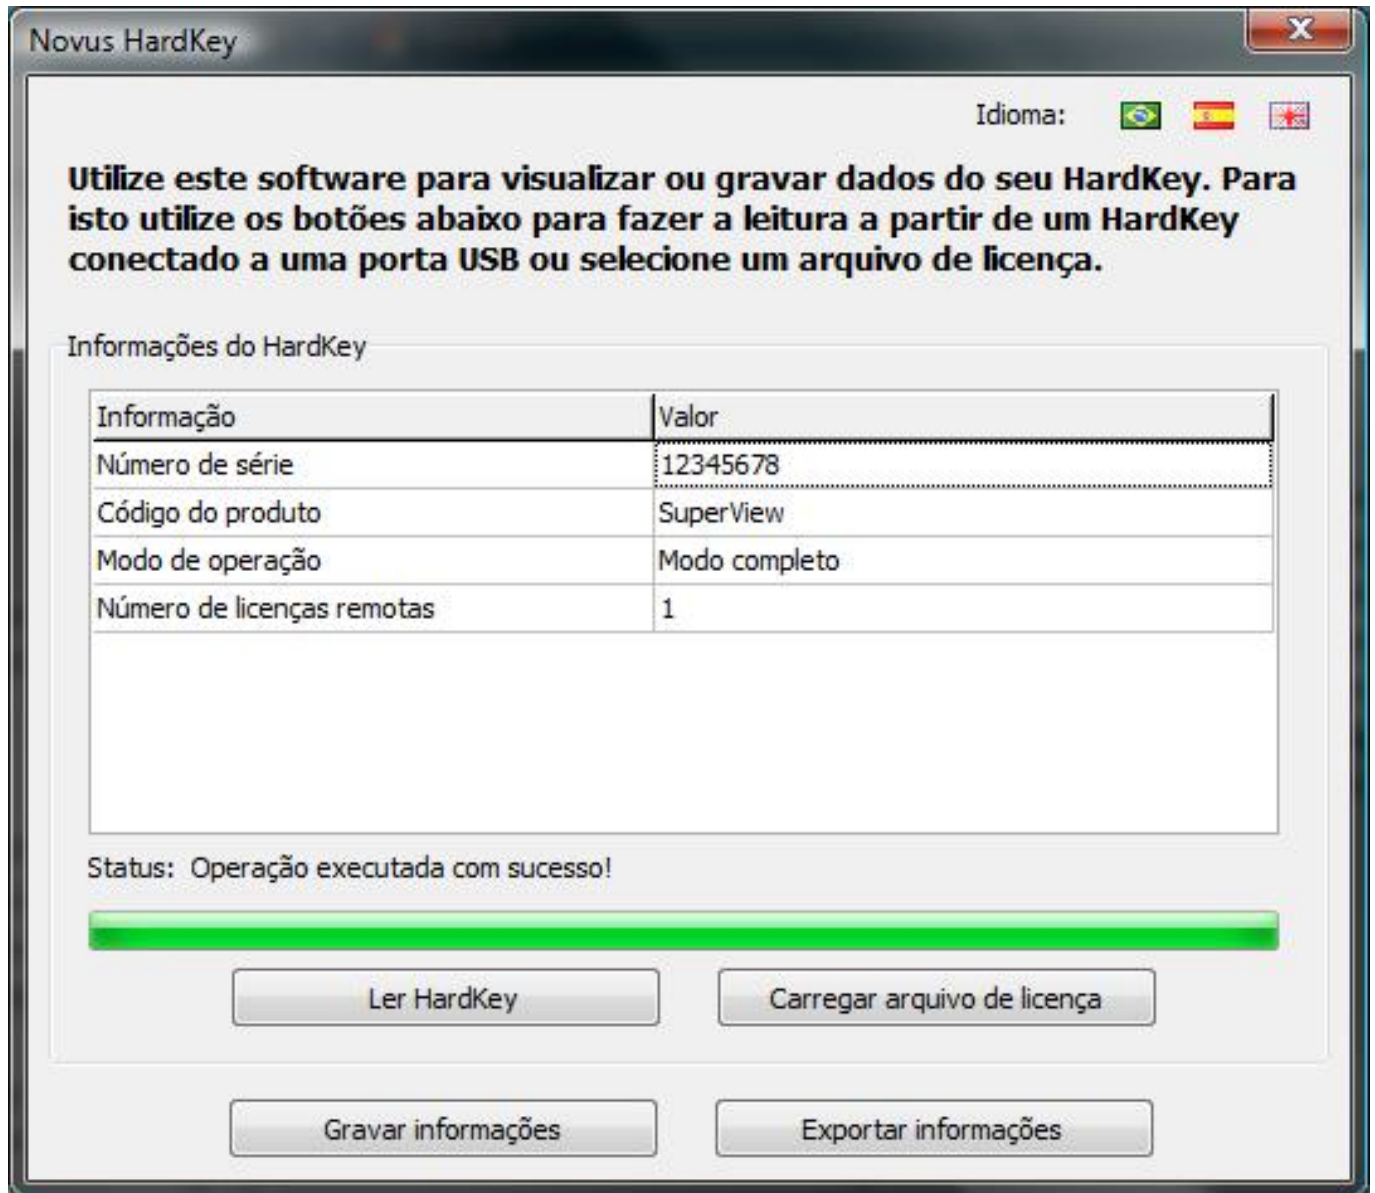 Novus HardKey
X
Idioma:
Utilize este software para visualizar ou gravar dados do seu HardKey. Para
isto utilize os botões abaixo para fazer a leitura a partir de um HardKey
conectado a uma porta USB ou selecione um arquivo de licença.
Informações do HardKey
Informação Valor
Número de série 12345678
Código do produto SuperView
Modo de operação Modo completo
Número de licenças remotas 1
Status: Operação executada com sucesso!
Ler HardKey Carregar arquivo de licença
Gravar informações Exportar informações